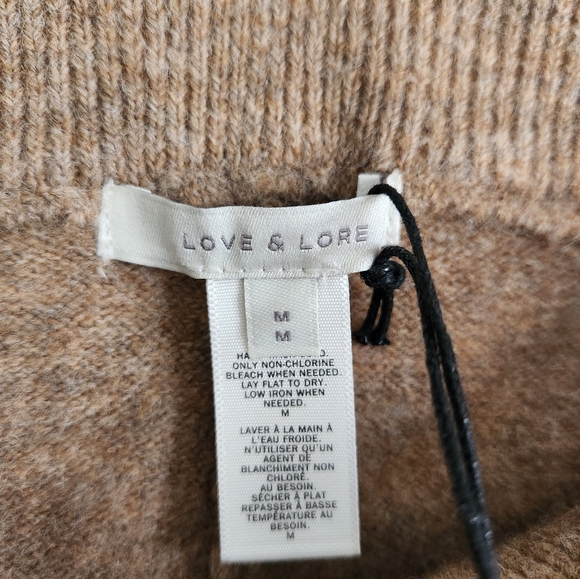 LOVE & LORE
M
M
ONLY NON-CHLORINE
BLEACH WHEN NEEDED.
LAY FLAT TO DRY.
LOW IRON WHEN
NEEDED.
M
LAVER À LA MAIN À
L'EAU FROIDE.
N'UTILISER QU'UN
AGENT DE
BLANCHIMENT NON
CHLORÉ.
AU BESOIN.
SÉCHER À PLAT
REPASSER À BASSE
TEMPÉRATURE AU
BESOIN.
M